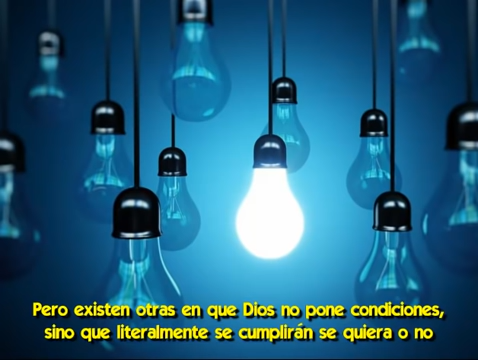 Pero existen otras en que Dios no pone condiciones,
sino que literalmente se cumplirán se quiera o no